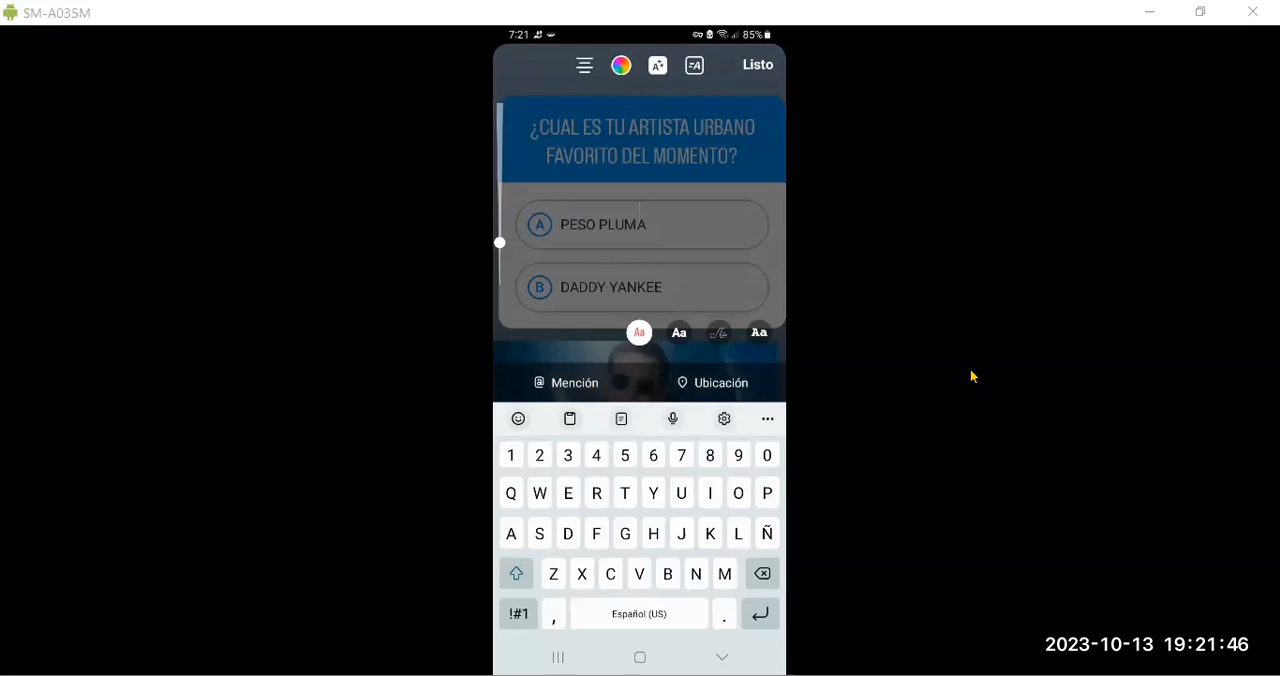 SM-A035M
7:21
85%
Listo
¿CUAL ES TU ARTISTA URBANO
FAVORITO DEL MOMENTO?
A PESO PLUMA
B DADDY YANKEE
Aa Aa Aa Aa
@ Mención Ubicación
1 2 3 4 5 6 7 8 9 0
Q W E R T Y U I O P
A S D F G H J K L Ñ
Z X C V B N M
!#1 , Español (US) .
2023-10-13 19:21:46